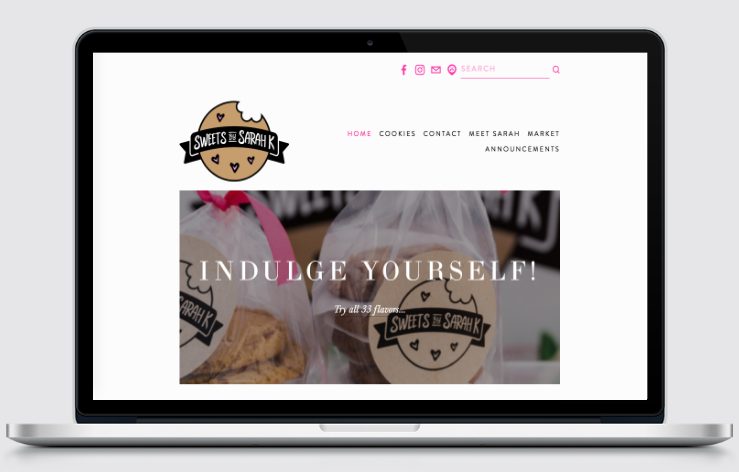 SEARCH
SWEETS BY SARAH K
HOME COOKIES CONTACT MEET SARAH MARKET
ANNOUNCEMENTS
INDULGE YOURSELF!
Try all 33 flavors...
SWEETS BY SARAH K